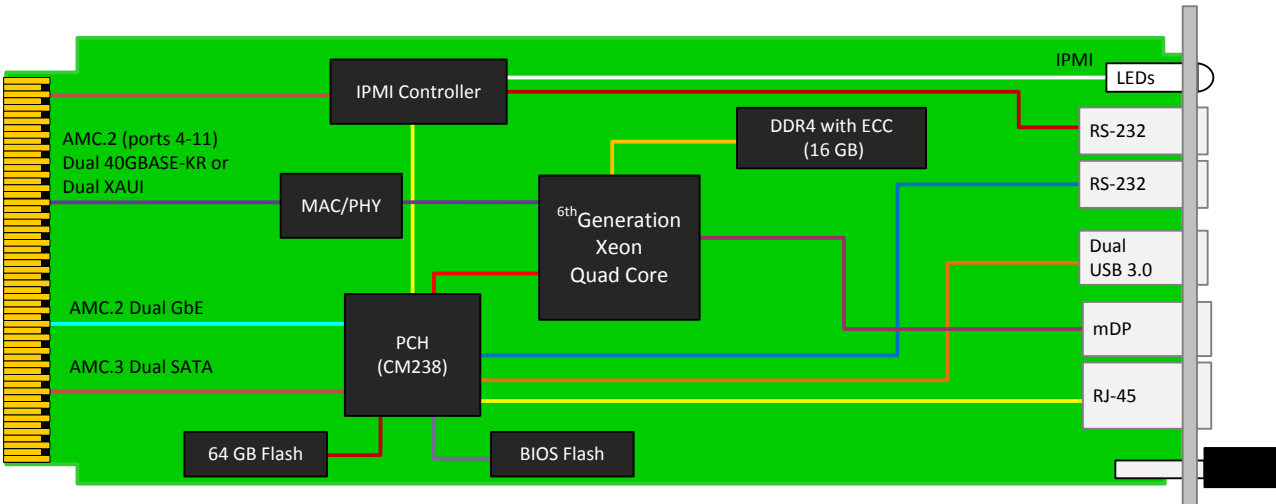 IPMI
LEDs
IPMI Controller
DDR4 with ECC
(16 GB)
RS-232
AMC.2 (ports 4-11)
Dual 40GBASE-KR or
Dual XAUI
MAC/PHY
6thGeneration
Xeon
Quad Core
RS-232
Dual
USB 3.0
AMC.2 Dual GbE
PCH
(CM238)
mDP
AMC.3 Dual SATA
RJ-45
64 GB Flash
BIOS Flash